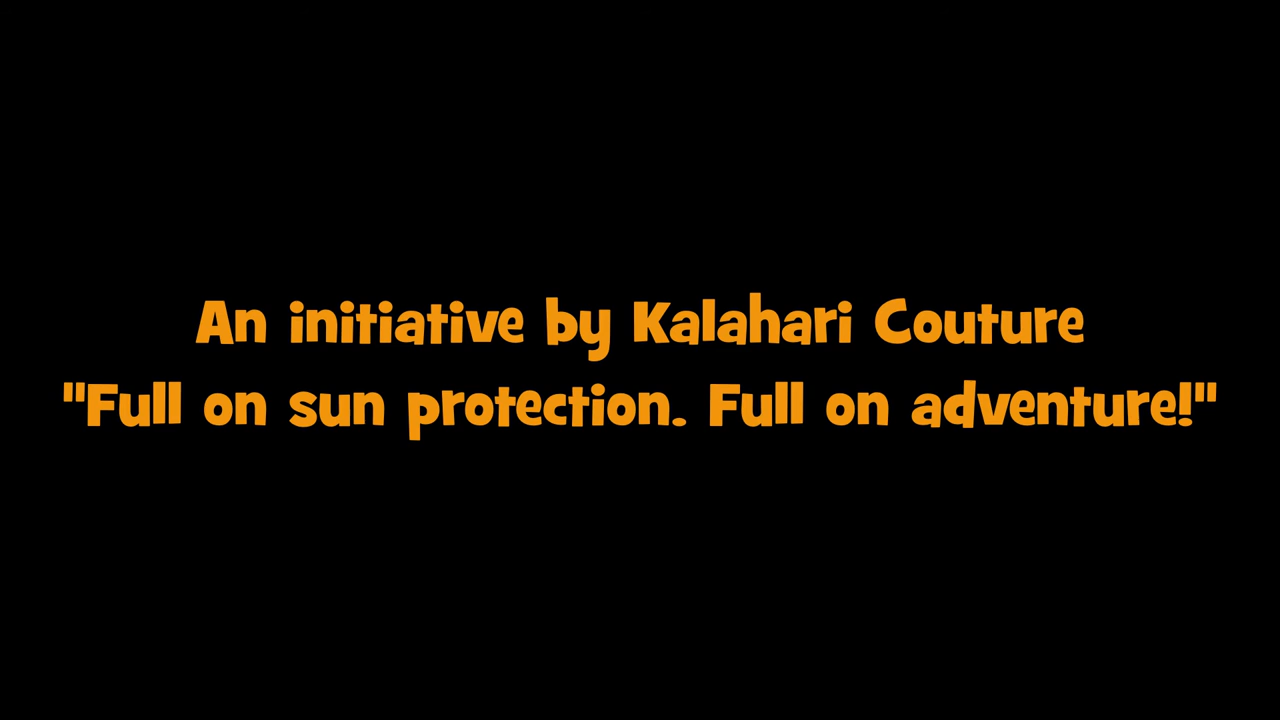 An initiative by Kalahari Couture
"Full on sun protection. Full on adventure!"